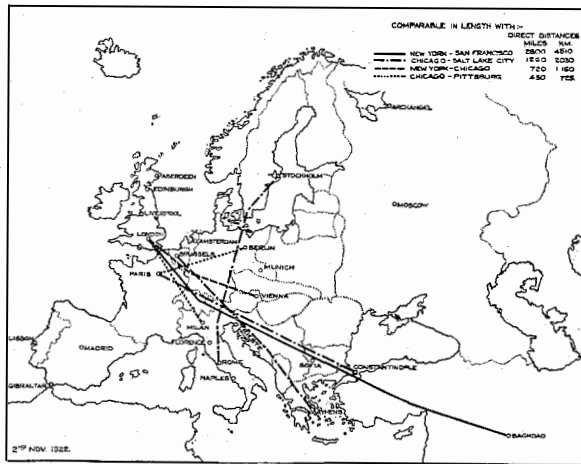 COMPARABLE IN LENGTH WITH:-
DIRECT DISTANCES
MILES KM.
NEW YORK - SAN FRANCISCO 2800 4510
CHICAGO - SALT LAKE CITY 1260 2030
NEW YORK - CHICAGO 720 1160
CHICAGO - PITTSBURG 450 725
ARCHANGEL
STOCKHOLM
ABERDEEN
EDINBURGH
MOSCOW
LIVERPOOL
LONDON
AMSTERDAM
BERLIN
BRUSSELS
MUNICH
PARIS
VIENNA
MILAN
LISBON
MADRID
FLORENCE
SOFIA
CONSTANTINOPLE
ROME
NAPLES
GIBRALTAR
ATHENS
BAGHDAD
2ND NOV. 1922.